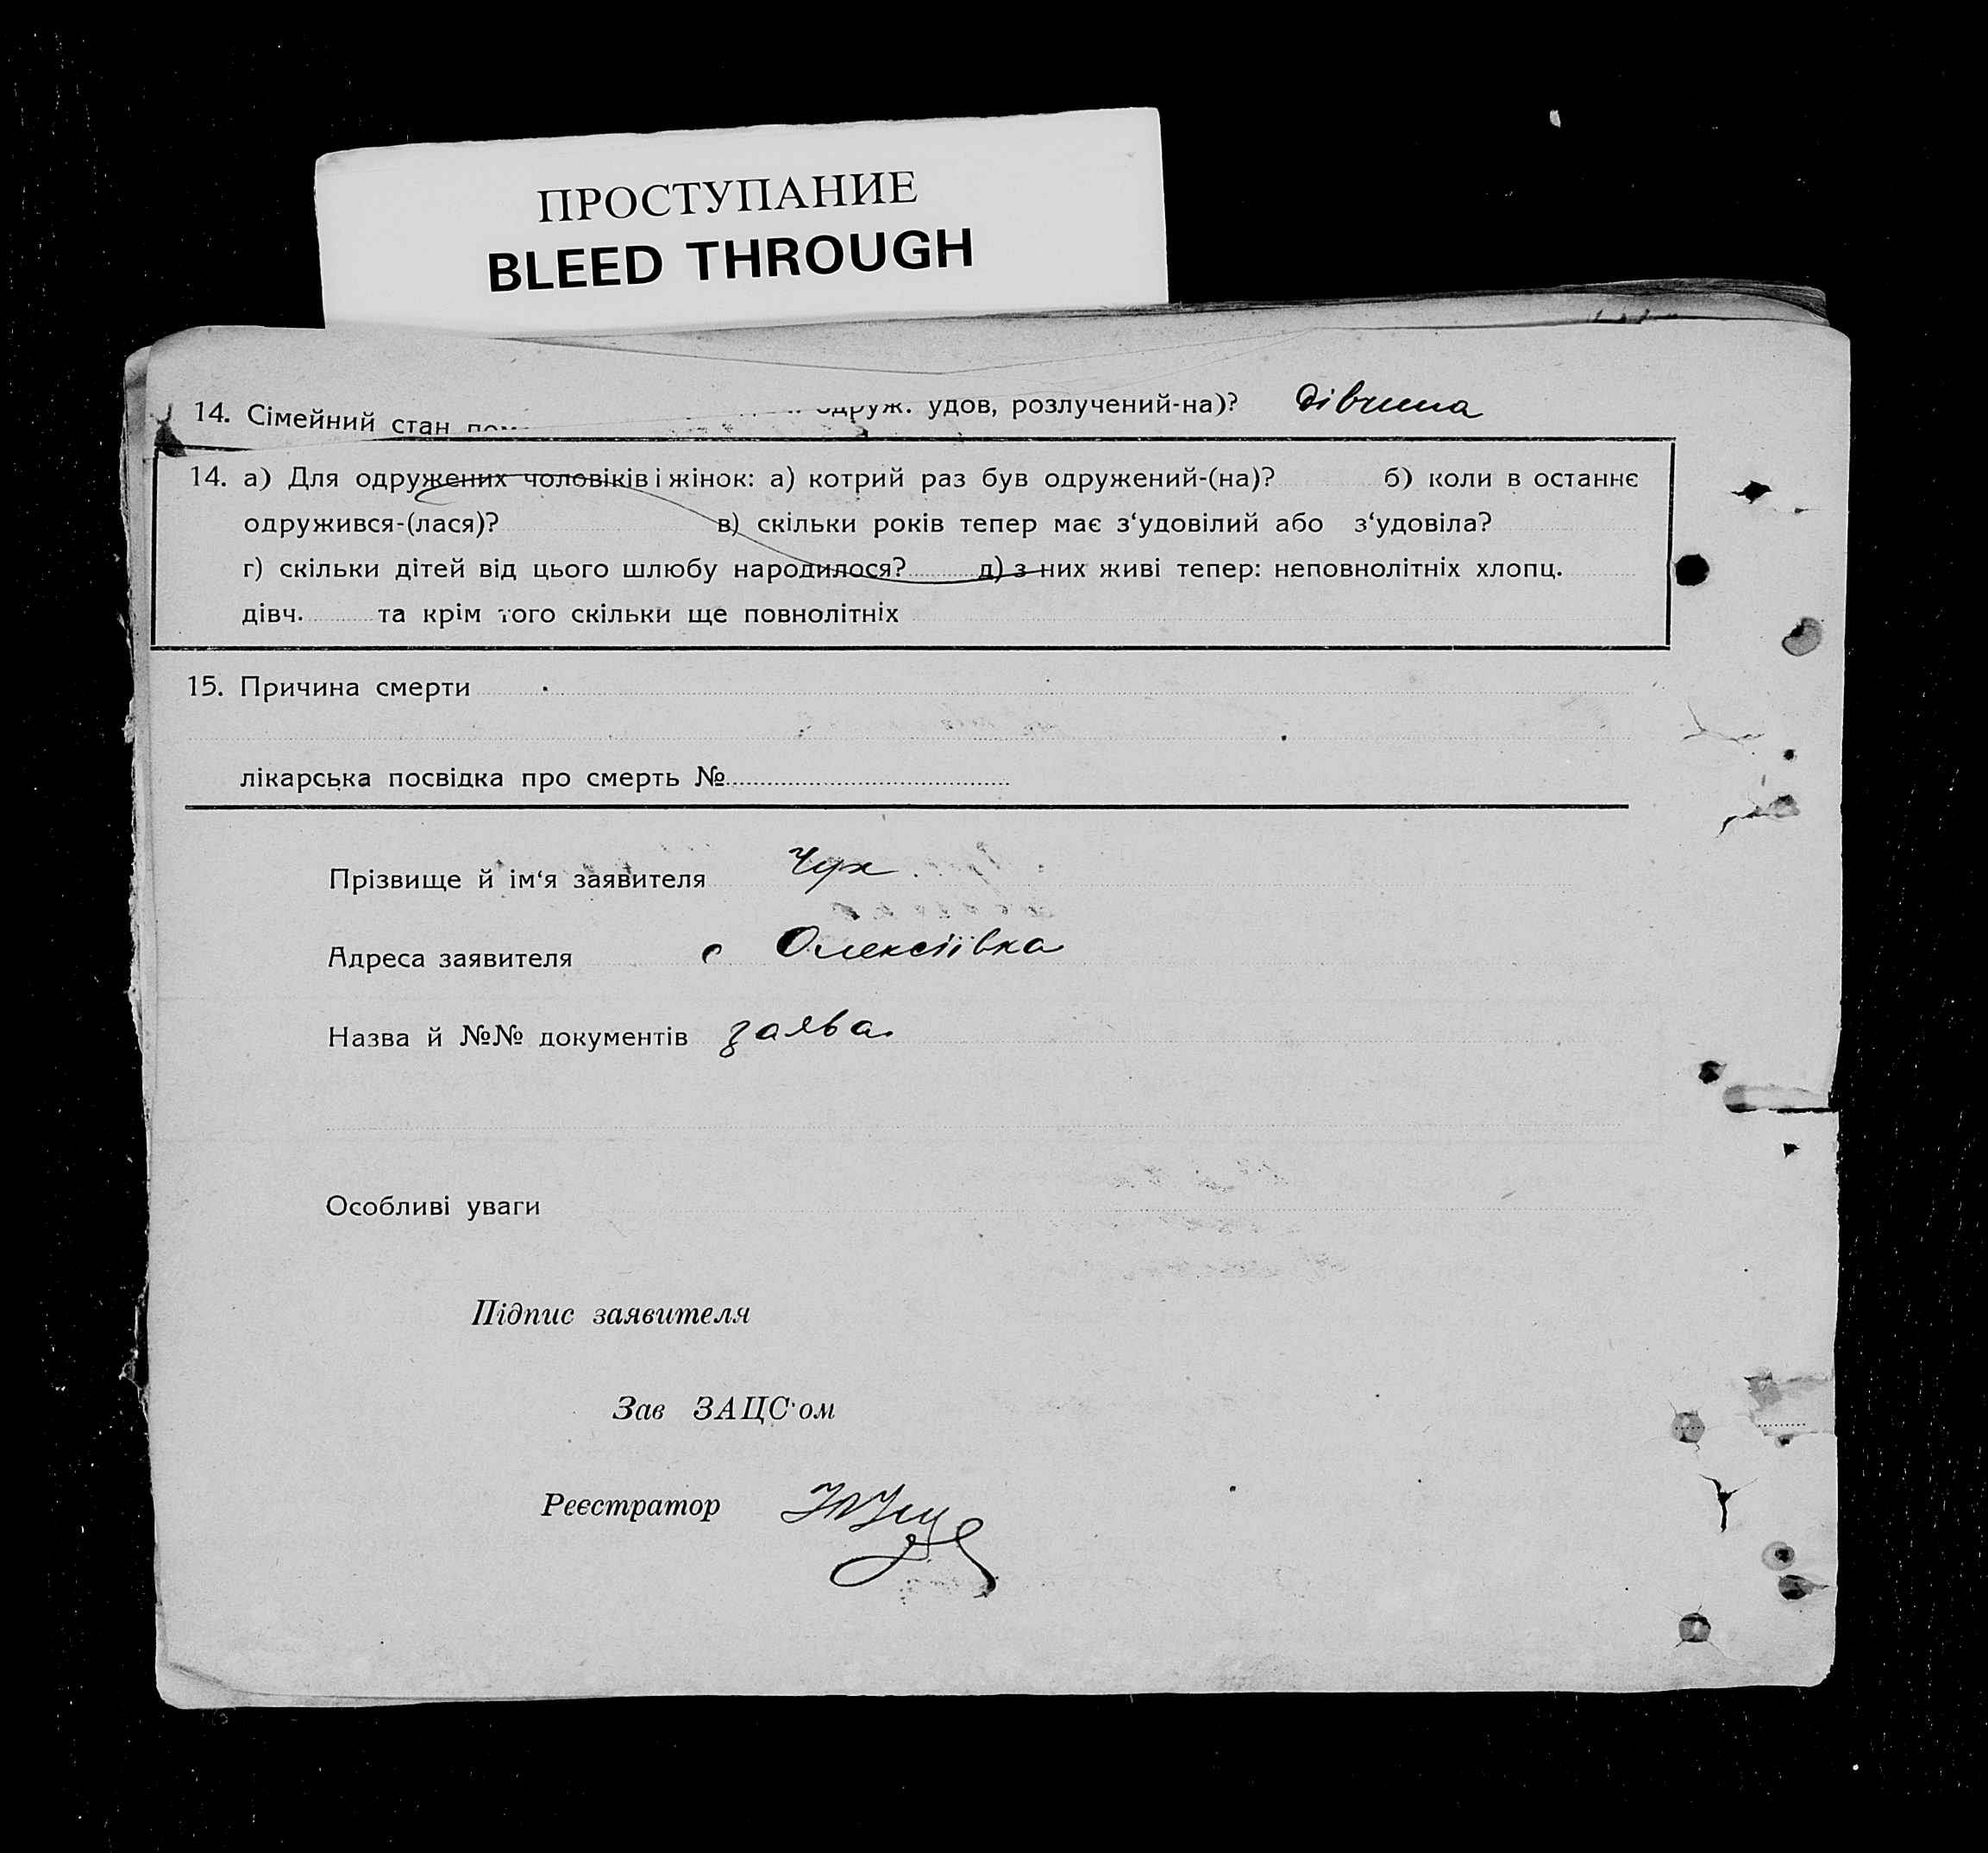 ПРОСТУПАНИЕ
BLEED THROUGH
14. Сімейний стан одруж. удов, розлучений-на)? дівчина
14. а) Для одружених чоловіків і жінок: а) котрий раз був одружений-(на)? б) коли в останнє
одружився-(лася)? в) скільки років тепер має з‘удовілий або з‘удовіла?
г) скільки дітей від цього шлюбу народилося? д) з них живі тепер: неповнолітніх хлопц.
дівч. та крім того скільки ще повнолітніх
15. Причина смерти
лікарська посвідка про смерть №
Прізвище й ім‘я заявителя Чух
Адреса заявителя с Олексіївка
Назва й №№ документів заява.
Особливі уваги
Підпис заявителя
Зав ЗАЦС‘ом
Реєстратор